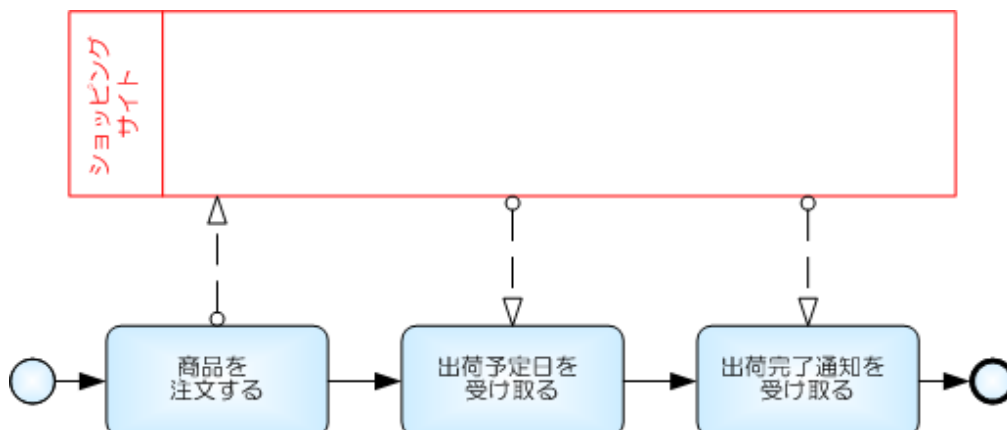 ショッピング
サイト
商品を
注文する
出荷予定日を
受け取る
出荷完了通知を
受け取る